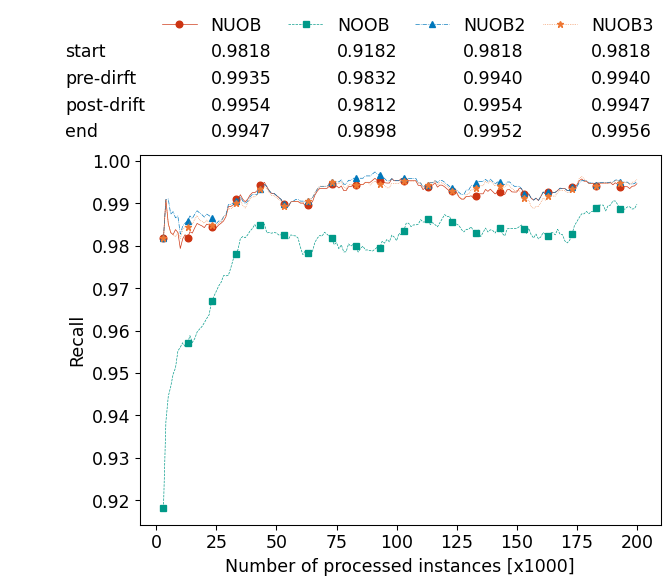 NUOB NOOB NUOB2 NUOB3
start 0.9818 0.9182 0.9818 0.9818
pre-dirft 0.9935 0.9832 0.9940 0.9940
post-drift 0.9954 0.9812 0.9954 0.9947
end 0.9947 0.9898 0.9952 0.9956
1.00
0.99
0.98
0.97
0.96
0.95
0.94
0.93
0.92
Recall
0 25 50 75 100 125 150 175 200
Number of processed instances [x1000]